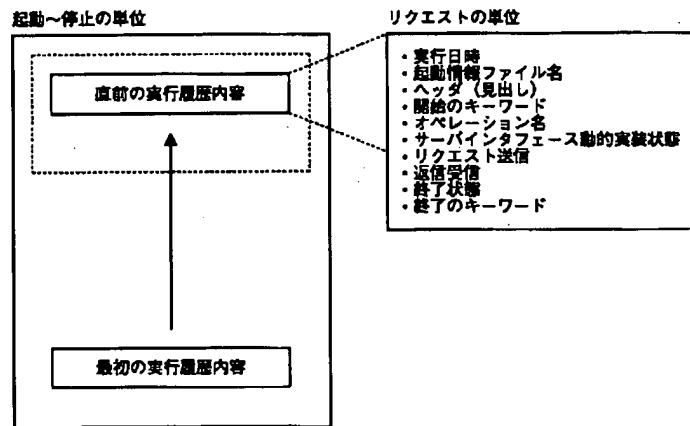 起動～停止の単位
リクエストの単位
直前の実行履歴内容
・実行日時
・起動情報ファイル名
・ヘッダ（見出し）
・開始のキーワード
・オペレーション名
・サーバインタフェース動的実装状態
・リクエスト送信
・返信受信
・終了状態
・終了のキーワード
最初の実行履歴内容